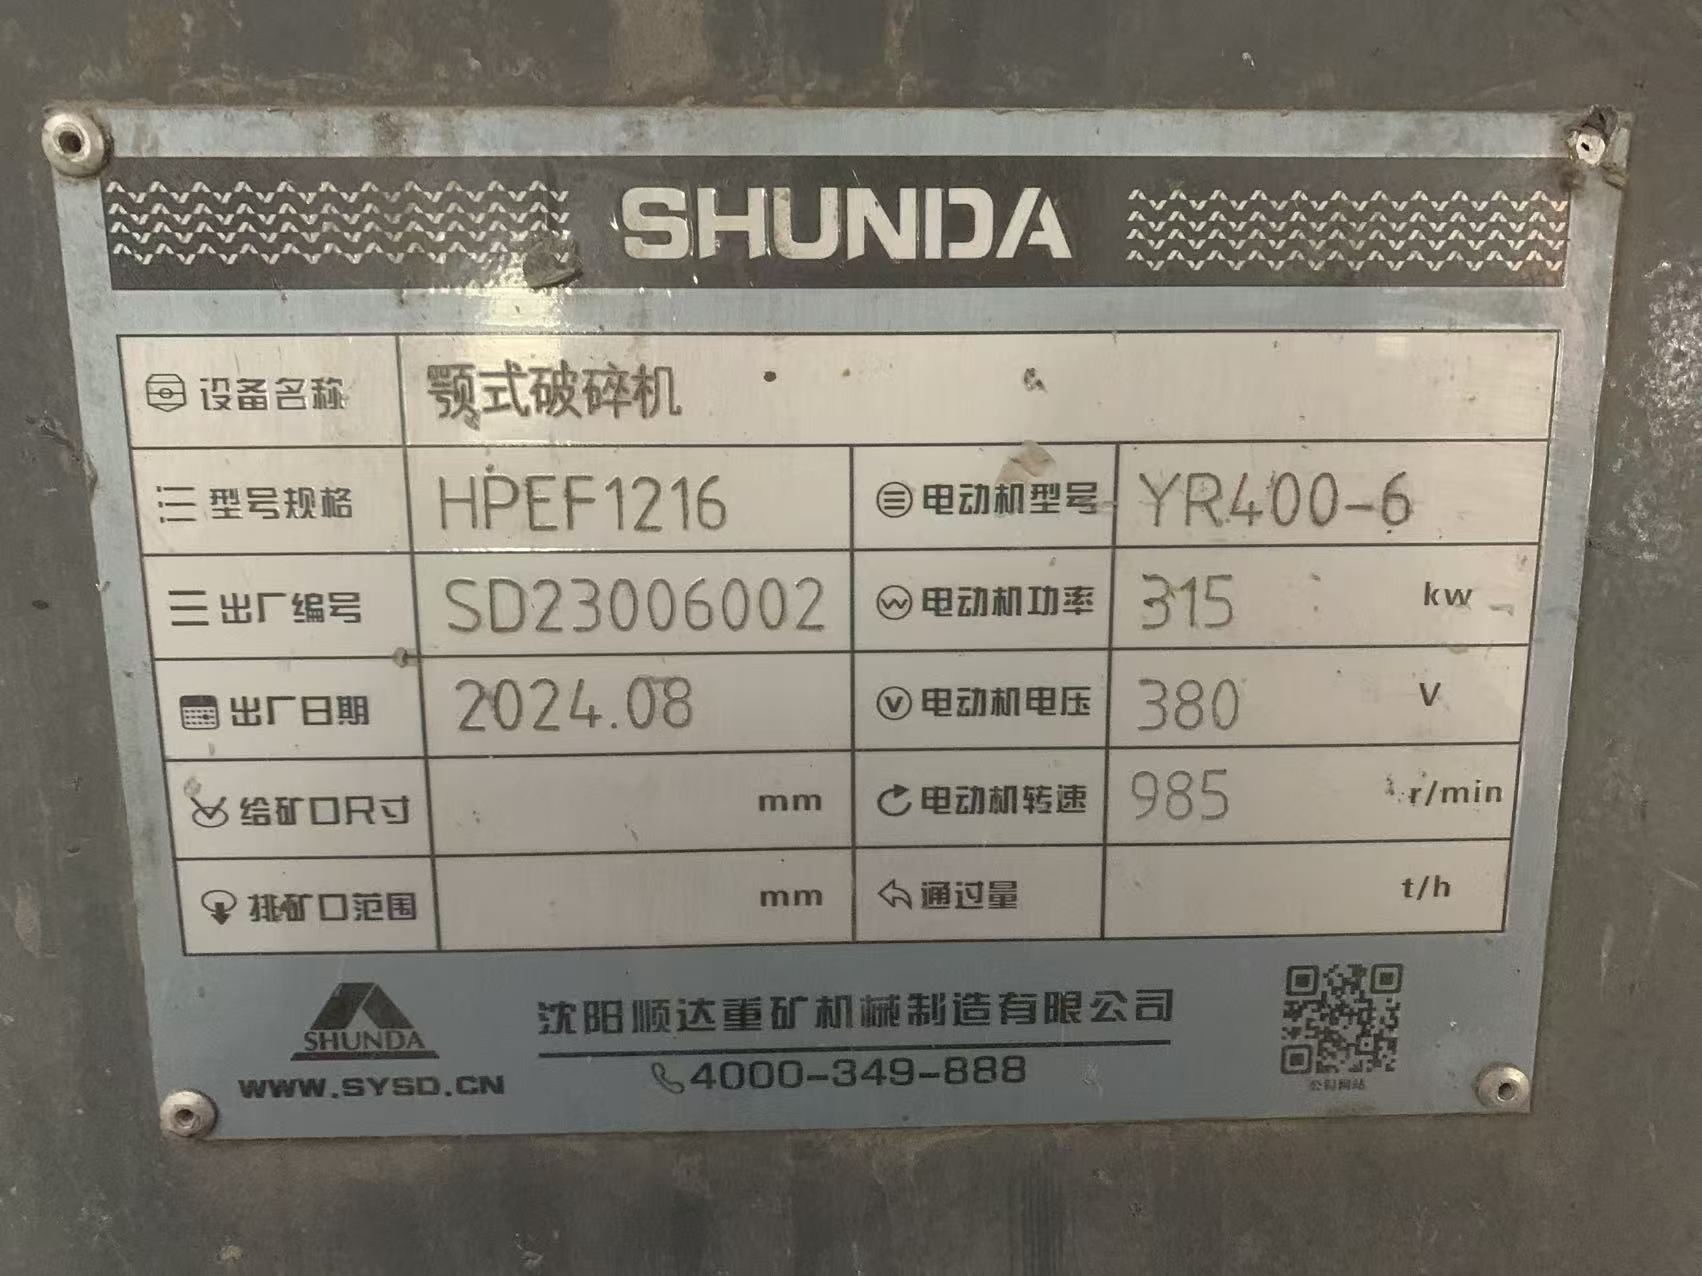 SHUNDA
设备名称 颚式破碎机
型号规格 HPEF1216 电动机型号 YR400-6
出厂编号 SD23006002 电动机功率 315 kw
出厂日期 2024.08 电动机电压 380 V
给矿口尺寸 mm 电动机转速 985 r/min
排矿口范围 mm 通过量 t/h
SHUNDA
WWW.SYSD.CN
沈阳顺达重矿机械制造有限公司
4000-349-888
公司网站